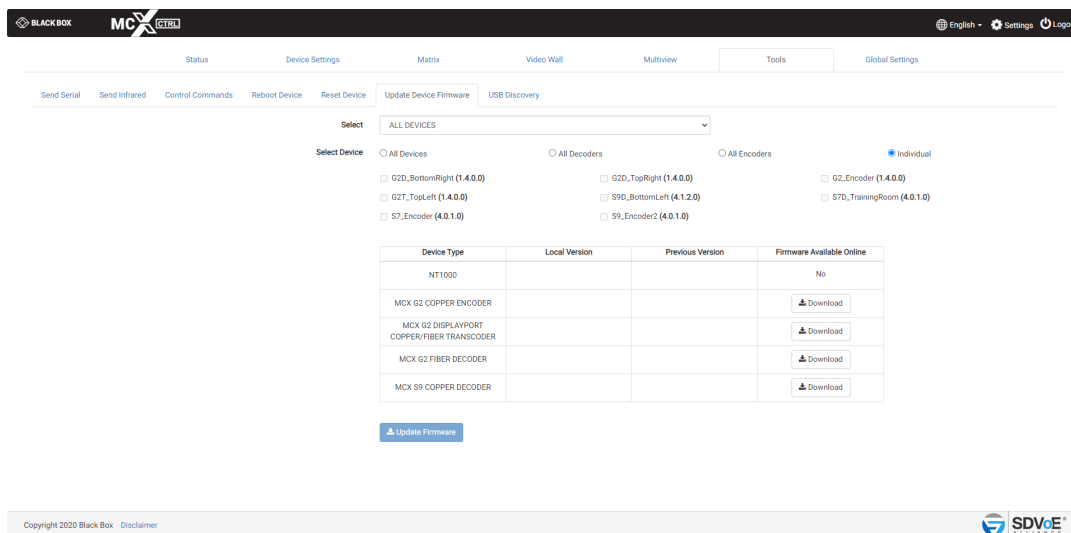 BLACK BOX MCX CTRL English Settings Logo
Status Device Settings Matrix Video Wall Multiview Tools Global Settings
Send Serial Send Infrared Control Commands Reboot Device Reset Device Update Device Firmware USB Discovery
Select ALL DEVICES
Select Device All Devices All Decoders All Encoders Individual
G2D_BottomRight (1.4.0.0) G2D_TopRight (1.4.0.0) G2_Encoder (1.4.0.0)
G2T_TopLeft (1.4.0.0) S9D_BottomLeft (4.1.2.0) S7D_TrainingRoom (4.0.1.0)
S7_Encoder (4.0.1.0) S9_Encoder2 (4.0.1.0)
Device Type Local Version Previous Version Firmware Available Online
NT1000 No
MCX G2 COPPER ENCODER Download
MCX G2 DISPLAYPORT
COPPER/FIBER TRANSCODER Download
MCX G2 FIBER DECODER Download
MCX S9 COPPER DECODER Download
Update Firmware
Copyright 2020 Black Box Disclaimer SDVoE